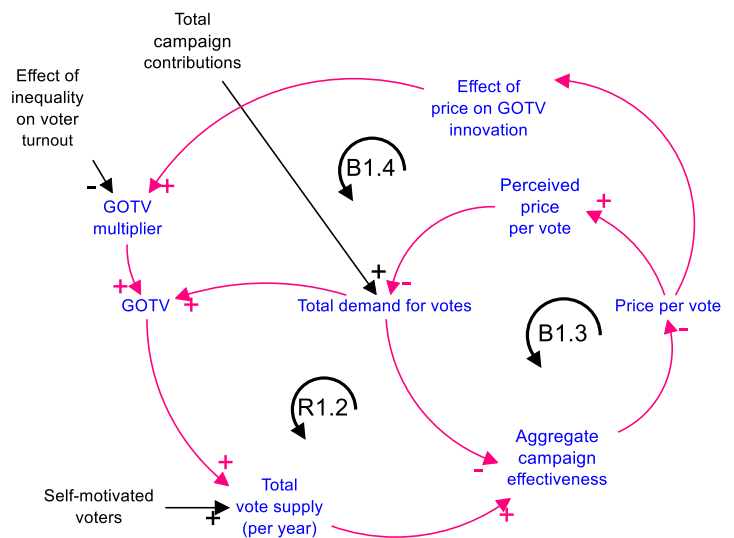 Total
campaign
contributions
Effect of
inequality
on voter
turnout
Effect of
price on GOTV
innovation
B1.4
-
+
GOTV
multiplier
Perceived
price
per vote
+
+
-
+
GOTV
+
Total demand for votes
Price per vote
-
B1.3
R1.2
Aggregate
campaign
effectiveness
-
+
Total
vote supply
(per year)
Self-motivated
voters
+
+